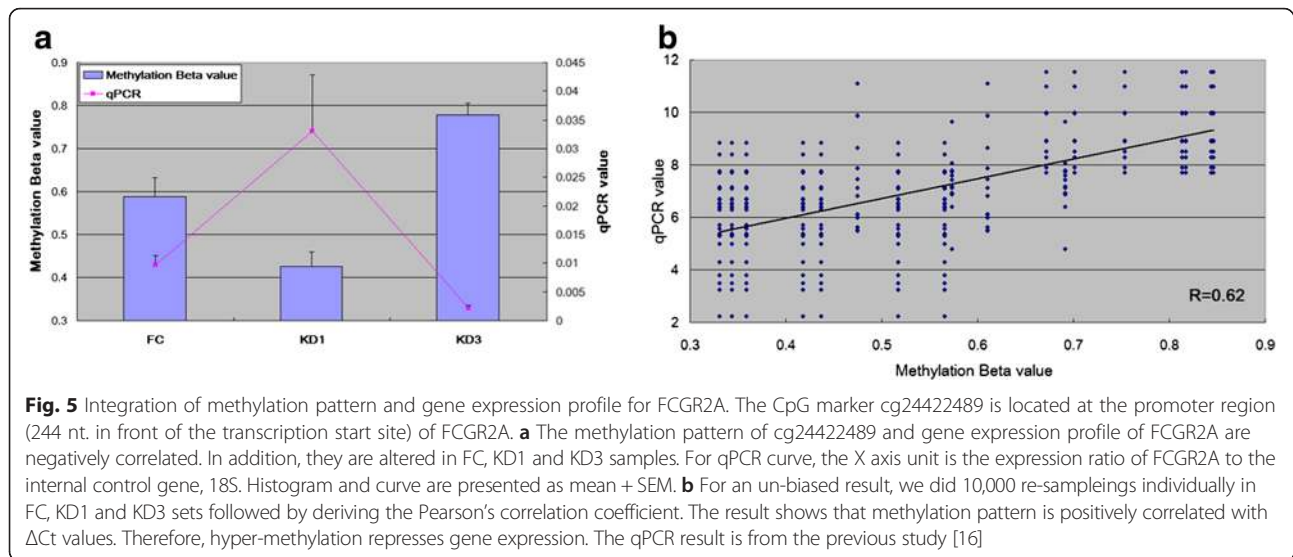 a
b
0.9
0.8
0.7
0.6
0.5
0.4
0.3
Methylation Beta value
Methylation Beta value
qPCR
0.045
0.04
0.035
0.03
0.025
0.02
0.015
0.01
0.005
0
qPCR value
FC
KD1
KD3
12
10
8
6
4
2
qPCR value
R=0.62
0.3
0.4
0.5
0.6
0.7
0.8
0.9
Methylation Beta value
Fig. 5 Integration of methylation pattern and gene expression profile for FCGR2A. The CpG marker cg24422489 is located at the promoter region
(244 nt. in front of the transcription start site) of FCGR2A. a The methylation pattern of cg24422489 and gene expression profile of FCGR2A are
negatively correlated. In addition, they are altered in FC, KD1 and KD3 samples. For qPCR curve, the X axis unit is the expression ratio of FCGR2A to the
internal control gene, 18S. Histogram and curve are presented as mean + SEM. b For an un-biased result, we did 10,000 re-sampleings individually in
FC, KD1 and KD3 sets followed by deriving the Pearson's correlation coefficient. The result shows that methylation pattern is positively correlated with
ΔCt values. Therefore, hyper-methylation represses gene expression. The qPCR result is from the previous study [16]